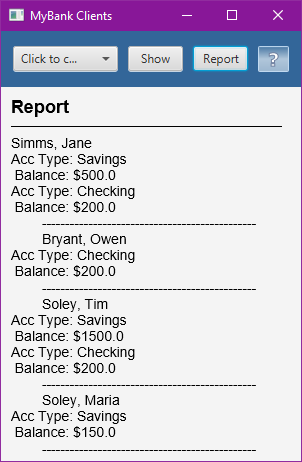 MyBank Clients
Click to c... Show Report ?
Report
Simms, Jane
Acc Type: Savings
Balance: $500.0
Acc Type: Checking
Balance: $200.0
-----------------------------------------------
Bryant, Owen
Acc Type: Checking
Balance: $200.0
-----------------------------------------------
Soley, Tim
Acc Type: Savings
Balance: $1500.0
Acc Type: Checking
Balance: $200.0
-----------------------------------------------
Soley, Maria
Acc Type: Savings
Balance: $150.0
-----------------------------------------------